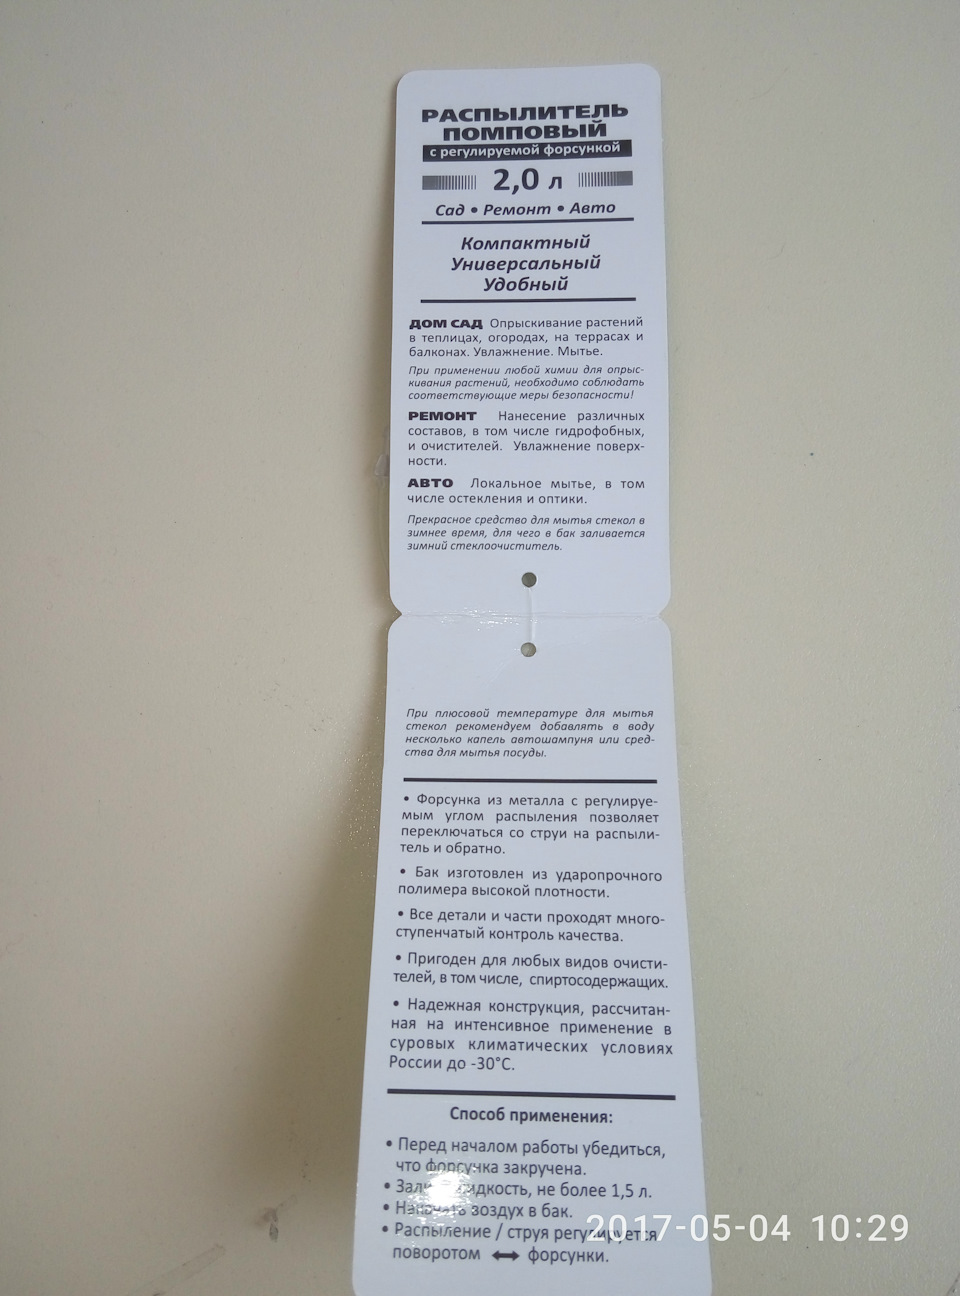 РАСПЫЛИТЕЛЬ
ПОМПОВЫЙ
с регулируемой форсункой
2,0 л
Сад • Ремонт • Авто
Компактный
Универсальный
Удобный
ДОМ САД Опрыскивание растений
в теплицах, огородах, на террасах и
балконах. Увлажнение. Мытье.
При применении любой химии для опрыс-
кивания растений, необходимо соблюдать
соответствующие меры безопасности!
РЕМОНТ Нанесение различных
составов, в том числе гидрофобных,
и очистителей. Увлажнение поверх-
ности.
АВТО Локальное мытье, в том
числе остекления и оптики.
Прекрасное средство для мытья стекол в
зимнее время, для чего в бак заливается
зимний стеклоочиститель.
При плюсовой температуре для мытья
стекол рекомендуем добавлять в воду
несколько капель автошампуня или сред-
ства для мытья посуды.
• Форсунка из металла с регулируе-
мым углом распыления позволяет
переключаться со струи на распыли-
тель и обратно.
• Бак изготовлен из ударопрочного
полимера высокой плотности.
• Все детали и части проходят много-
ступенчатый контроль качества.
• Пригоден для любых видов очисти-
телей, в том числе, спиртосодержащих.
• Надежная конструкция, рассчитан-
ная на интенсивное применение в
суровых климатических условиях
России до -30°С.
Способ применения:
• Перед началом работы убедиться,
что форсунка закручена.
• жидкость, не более 1,5 л.
• Накачать воздух в бак.
• Распыление / струя регулируется
поворотом ↔ форсунки.
2017-05-04 10:29